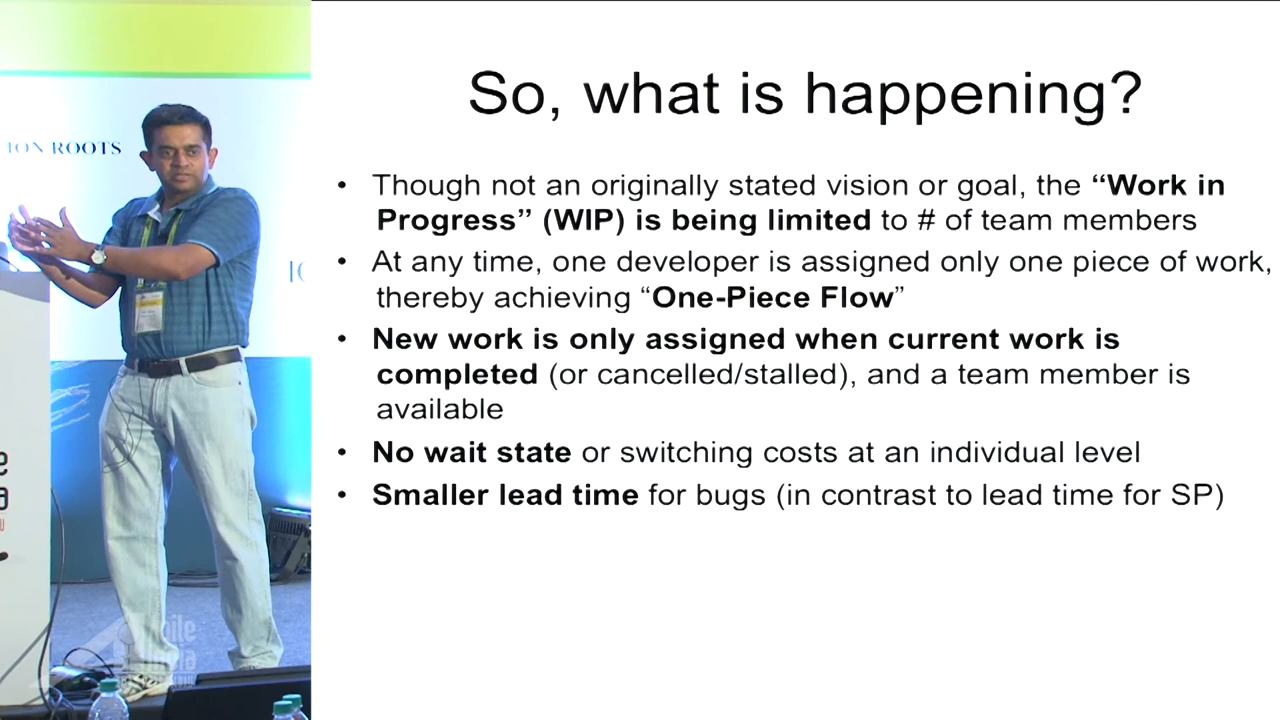 So, what is happening?
• Though not an originally stated vision or goal, the “Work in
Progress” (WIP) is being limited to # of team members
• At any time, one developer is assigned only one piece of work,
thereby achieving “One-Piece Flow”
• New work is only assigned when current work is
completed (or cancelled/stalled), and a team member is
available
• No wait state or switching costs at an individual level
• Smaller lead time for bugs (in contrast to lead time for SP)
ION ROOTS